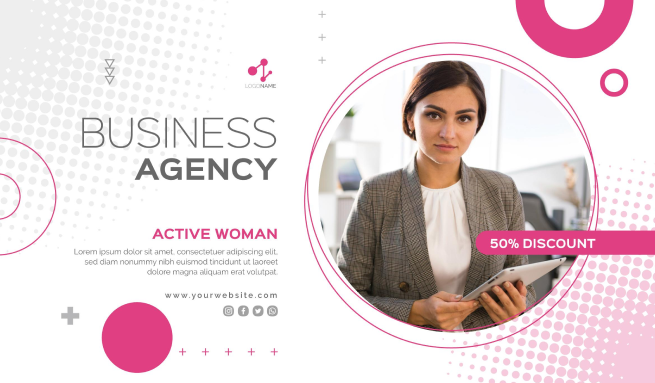 LOGONAME
BUSINESS
AGENCY
ACTIVE WOMAN
Lorem ipsum dolor sit amet, consectetuer adipiscing elit,
sed diam nonummy nibh euismod tincidunt ut laoreet
dolore magna aliquam erat volutpat.
www.yourwebsite.com
50% DISCOUNT